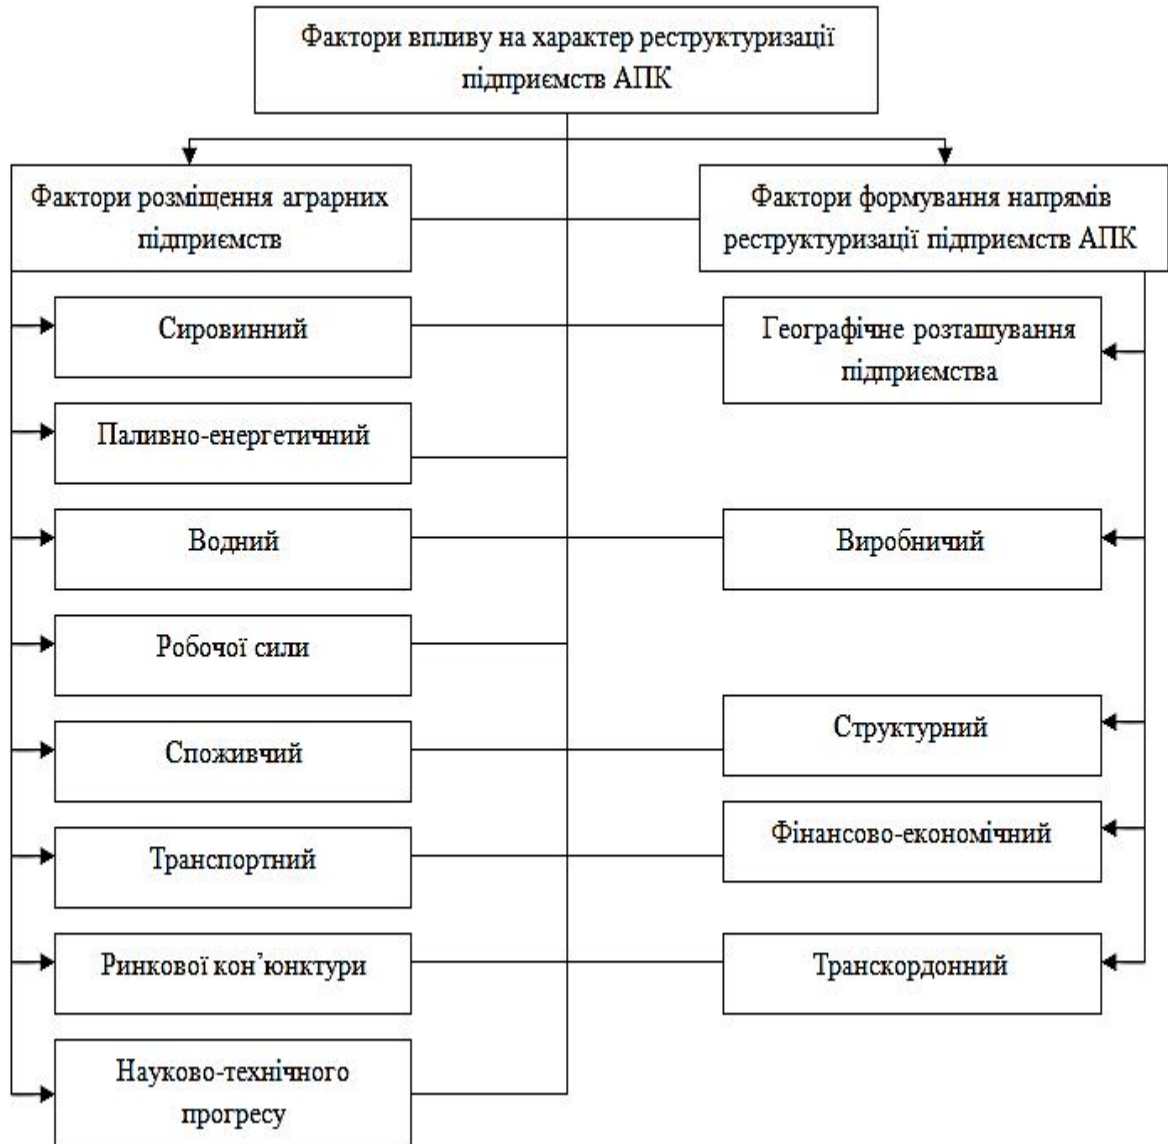 Фактори впливу на характер реструктуризації
підприємств АПК
Фактори розміщення аграрних
підприємств
Фактори формування напрямів
реструктуризації підприємств АПК
Сировинний
Географічне розташування
підприємства
Паливно-енергетичний
Водний
Виробничий
Робочої сили
Структурний
Споживчий
Фінансово-економічний
Транспортний
Ринкової кон’юнктури
Транскордонний
Науково-технічного
прогресу